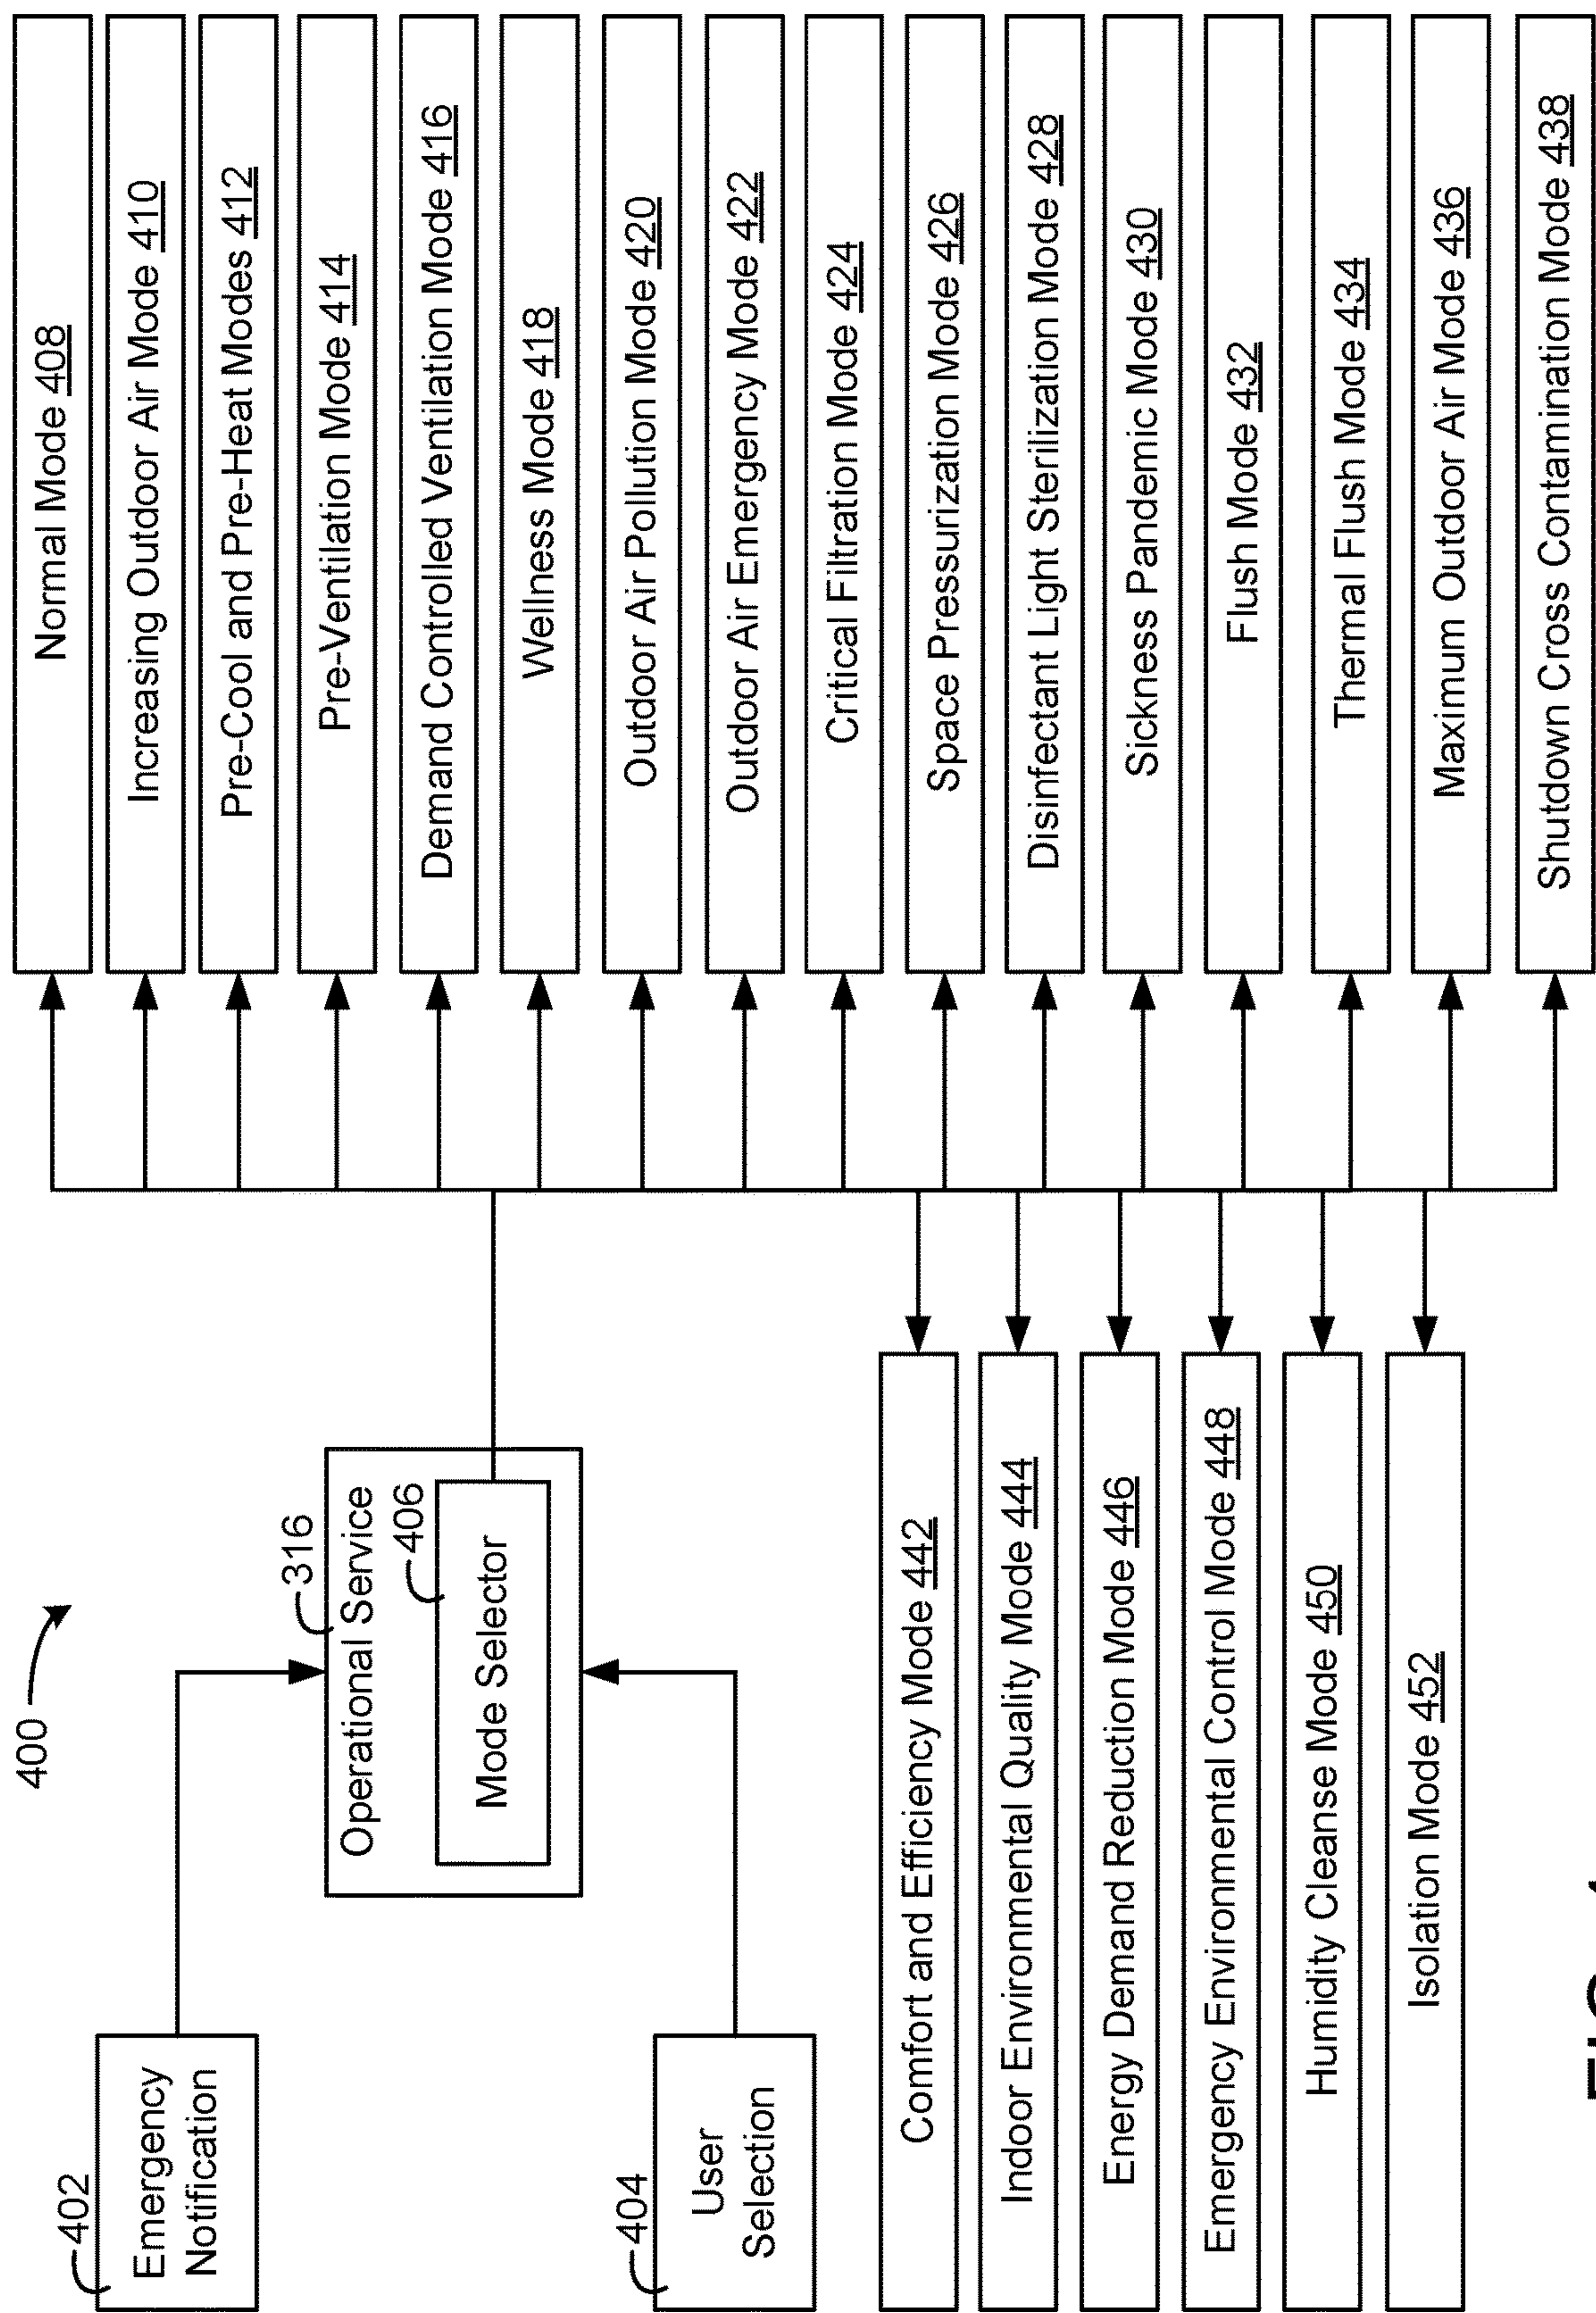 400
402
Emergency
Notification
404
User
Selection
316
Operational Service
406
Mode Selector
Normal Mode 408
Increasing Outdoor Air Mode 410
Pre-Cool and Pre-Heat Modes 412
Pre-Ventilation Mode 414
Demand Controlled Ventilation Mode 416
Wellness Mode 418
Outdoor Air Pollution Mode 420
Outdoor Air Emergency Mode 422
Critical Filtration Mode 424
Space Pressurization Mode 426
Disinfectant Light Sterilization Mode 428
Sickness Pandemic Mode 430
Flush Mode 432
Thermal Flush Mode 434
Maximum Outdoor Air Mode 436
Shutdown Cross Contamination Mode 438
Comfort and Efficiency Mode 442
Indoor Environmental Quality Mode 444
Energy Demand Reduction Mode 446
Emergency Environmental Control Mode 448
Humidity Cleanse Mode 450
Isolation Mode 452